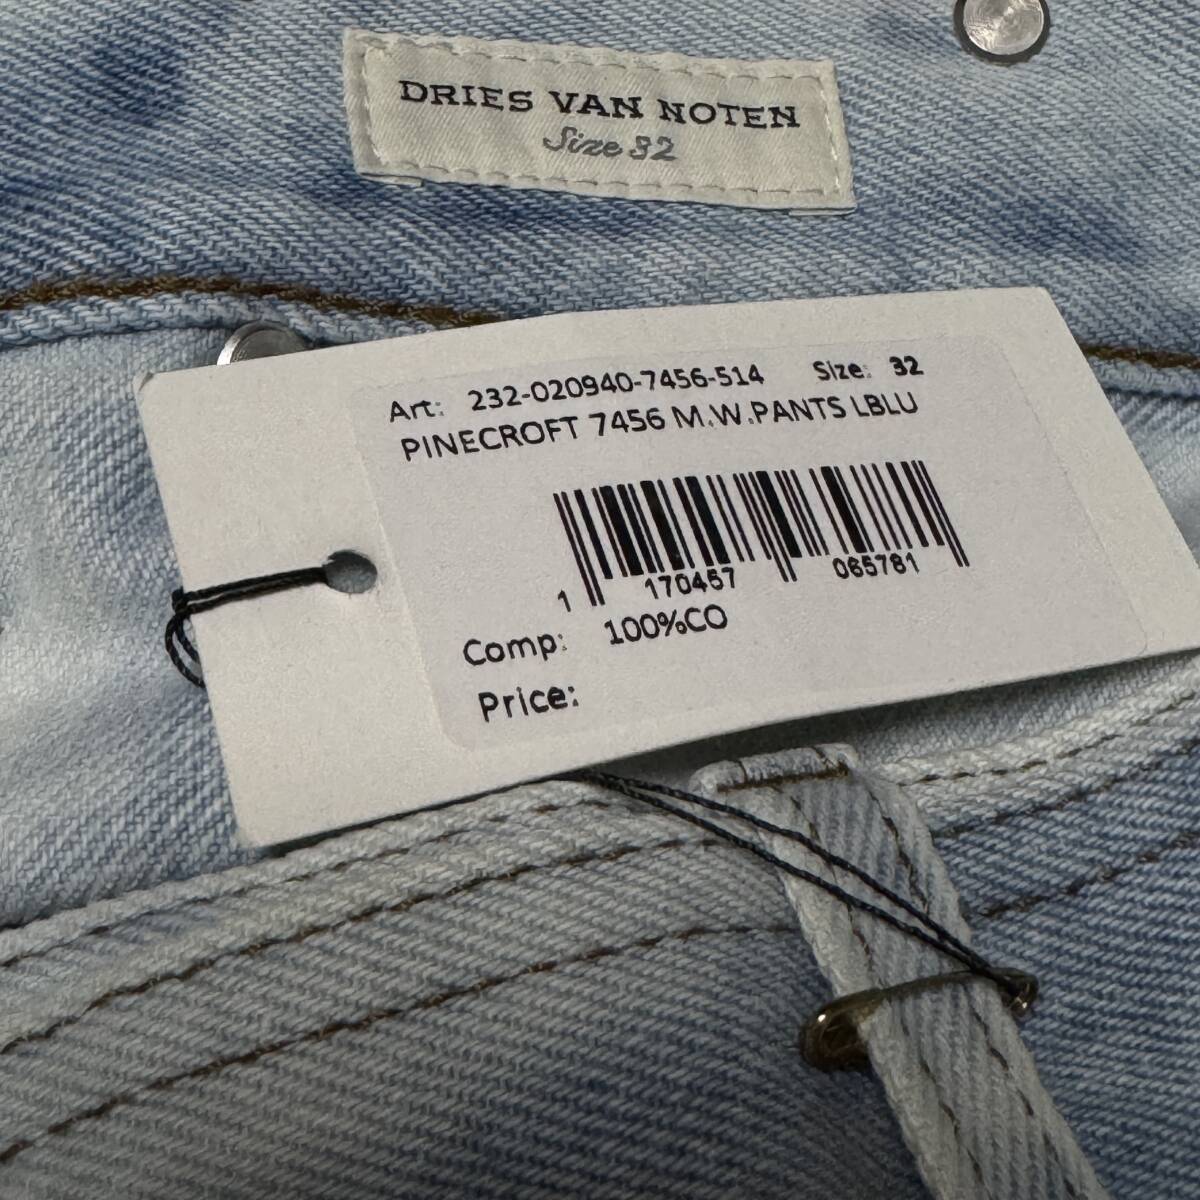 DRIES VAN NOTEN
Size 32
Art: 232-020940-7456-514 Size: 32
PINECROFT 7456 M.W.PANTS LBLU
1 170467 065781
Comp: 100%CO
Price: